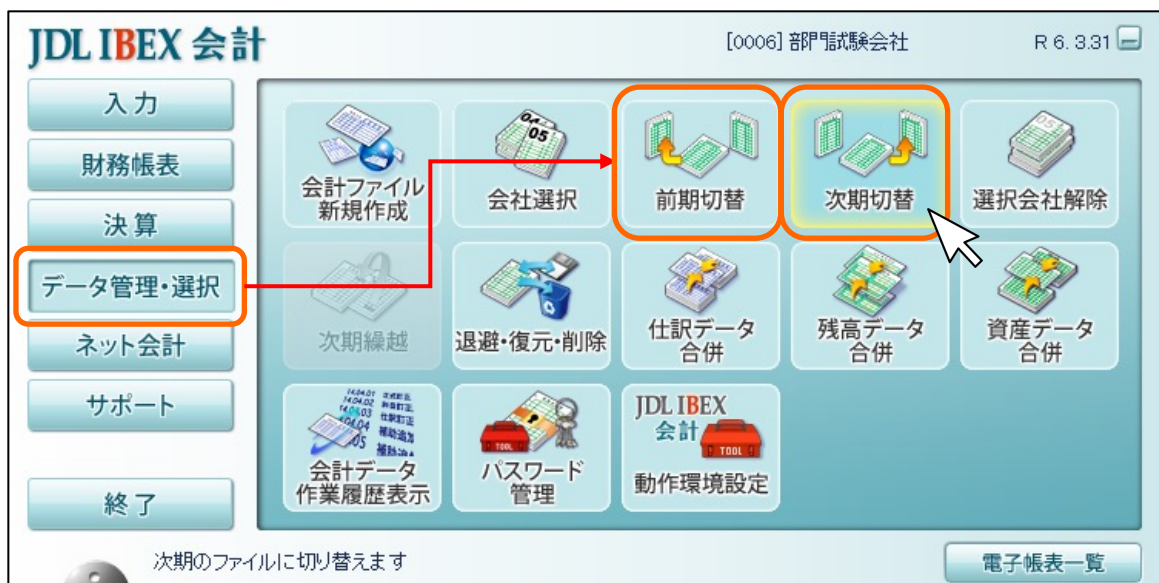 JDL IBEX 会計
[0006] 部門試験会社
R 6. 3.31
入力
財務帳表
決算
データ管理・選択
ネット会計
サポート
終了
会計ファイル
新規作成
05
会社選択
前期切替
次期切替
選択会社解除
次期繰越
退避・復元・削除
仕訳データ
合併
残高データ
合併
資産データ
合併
会計データ
作業履歴表示
TOOL
パスワード
管理
JDL IBEX
会計
TOOL
動作環境設定
次期のファイルに切り替えます
電子帳表一覧